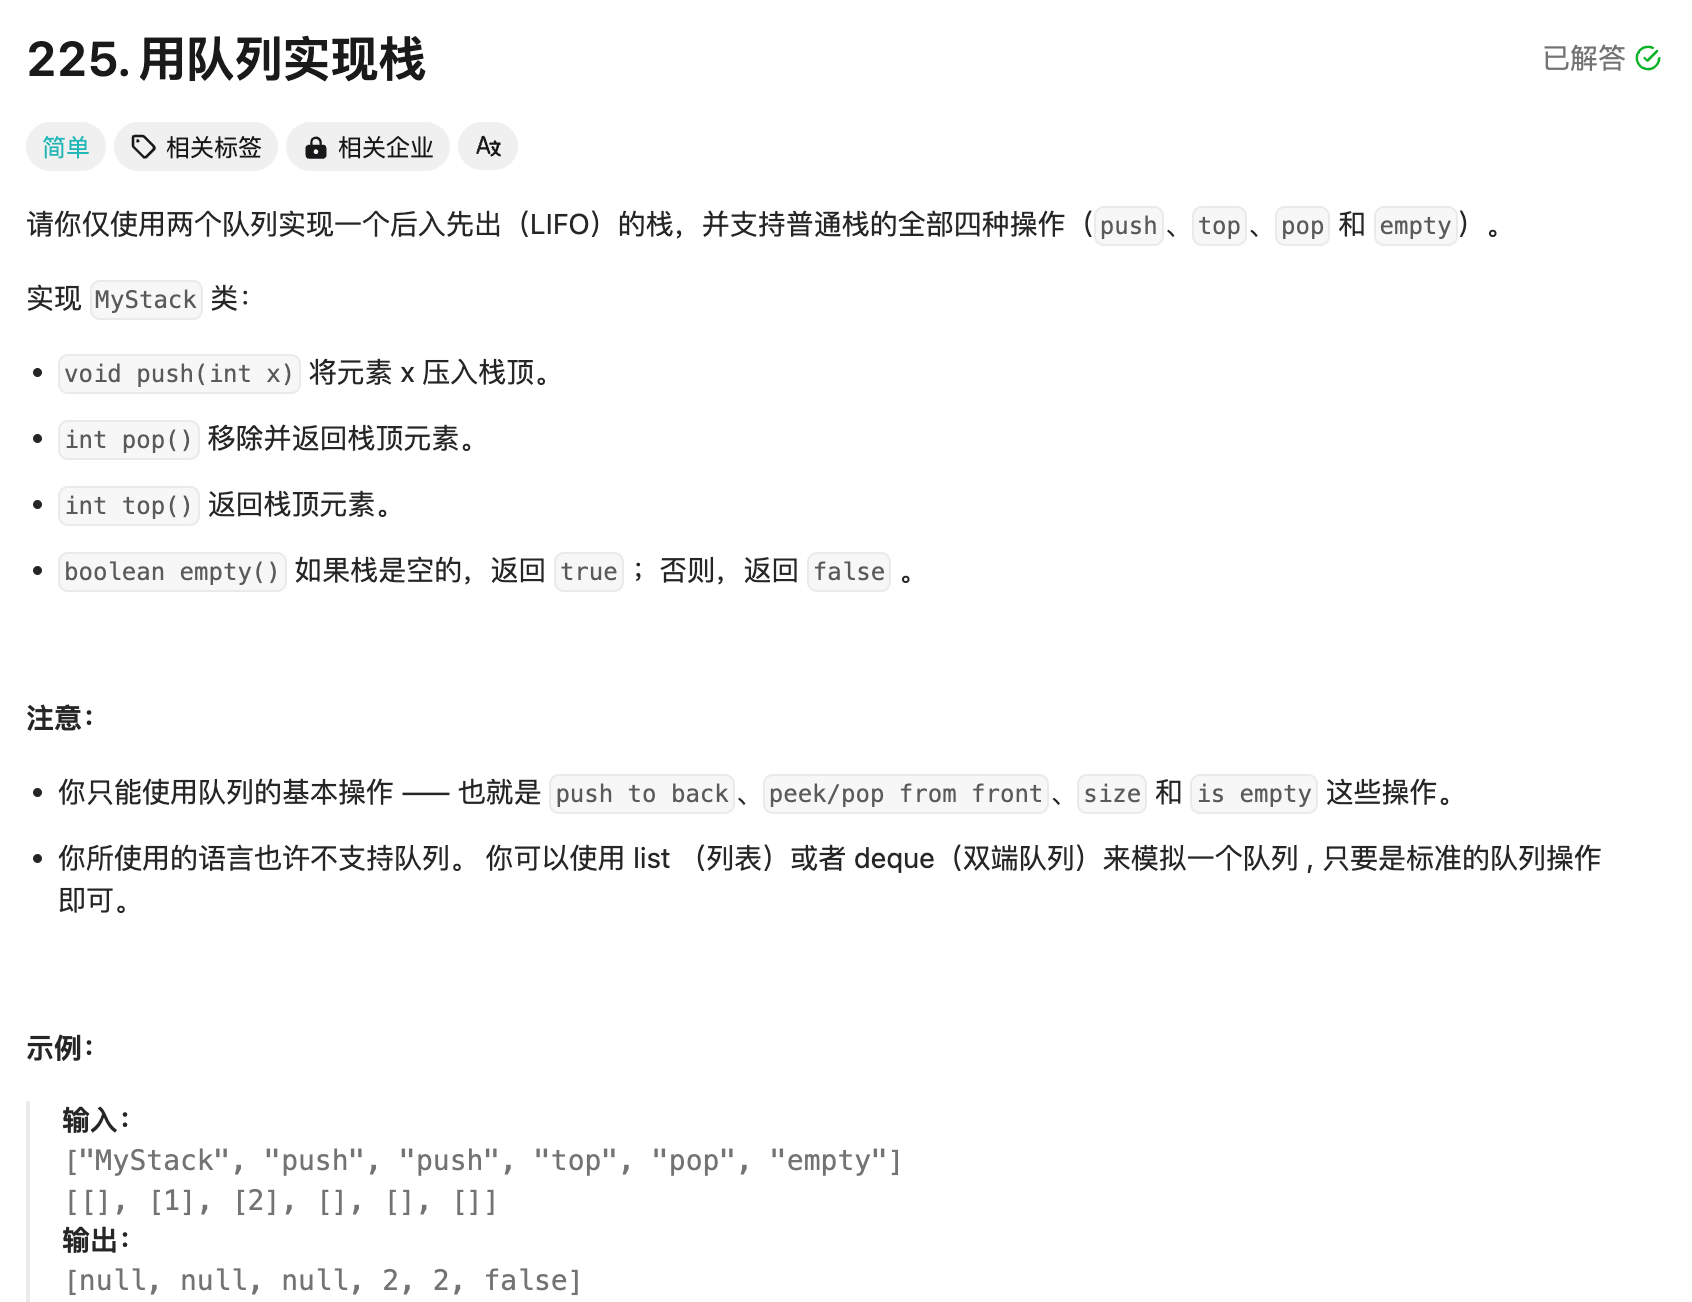 225. 用队列实现栈
已解答
简单 相关标签 相关企业 A文
请你仅使用两个队列实现一个后入先出（LIFO）的栈，并支持普通栈的全部四种操作（push、top、pop 和 empty）。
实现 MyStack 类：
• void push(int x) 将元素 x 压入栈顶。
• int pop() 移除并返回栈顶元素。
• int top() 返回栈顶元素。
• boolean empty() 如果栈是空的，返回 true ；否则，返回 false 。
注意：
• 你只能使用队列的基本操作 —— 也就是 push to back、peek/pop from front、size 和 is empty 这些操作。
• 你所使用的语言也许不支持队列。 你可以使用 list （列表）或者 deque（双端队列）来模拟一个队列 , 只要是标准的队列操作
即可。
示例：
输入：
["MyStack", "push", "push", "top", "pop", "empty"]
[[], [1], [2], [], [], []]
输出：
[null, null, null, 2, 2, false]